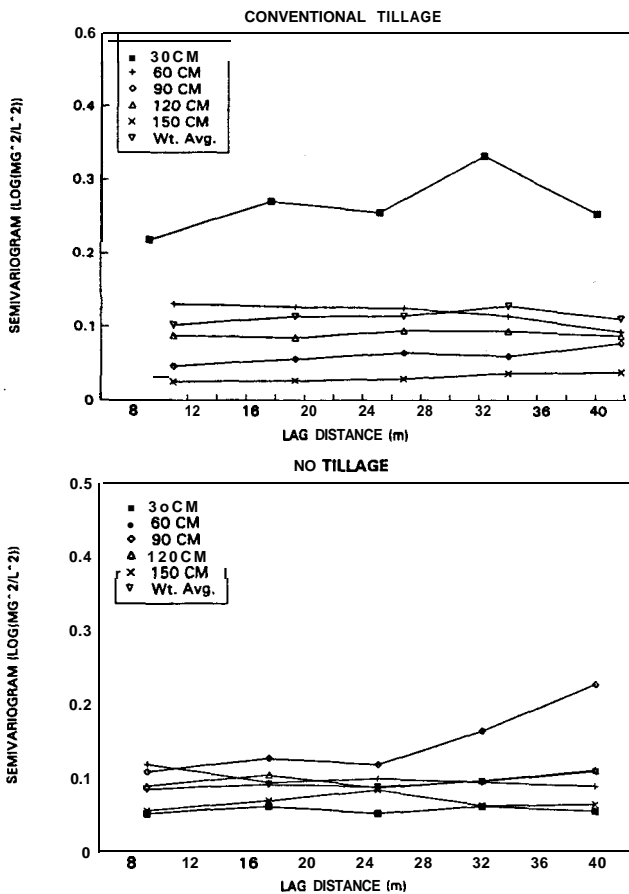 CONVENTIONAL TILLAGE
0.6
0.5
0.4
0.3
0.2
0.1
0
30CM
60 CM
90 CM
120 CM
150 CM
Wt. Avg.
SEMIVARIOGRAM (LOG(MG^2/L^2))
8 12 16 20 24 28 32 36 40
LAG DISTANCE (m)
NO TILLAGE
0.5
0.4
0.3
0.2
0.1
0
3oCM
60 CM
90 CM
120CM
150 CM
Wt. Avg.
SEMIVARIOGRAM (LOG(MG^2/L^2))
8 12 16 20 24 28 32 36 40
LAG DISTANCE (m)